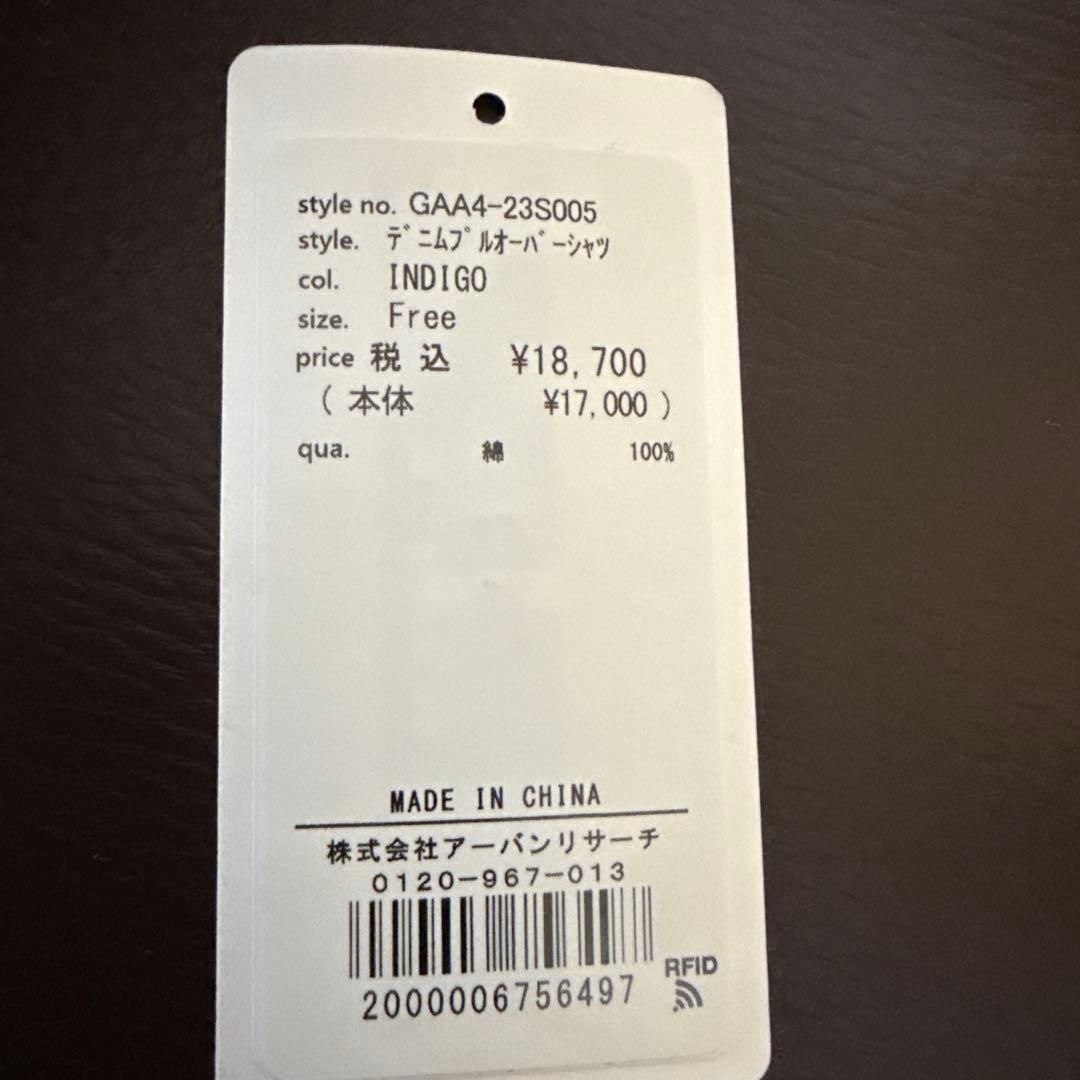 style no. GAA4-23S005
style. ﾃﾞﾆﾑﾌﾟﾙｵｰﾊﾞｰｼｬﾂ
col. INDIGO
size. Free
price 税込 ¥18,700
(本体 ¥17,000)
qua. 綿 100%
MADE IN CHINA
株式会社アーバンリサーチ
0120-967-013
2000006756497
RFID